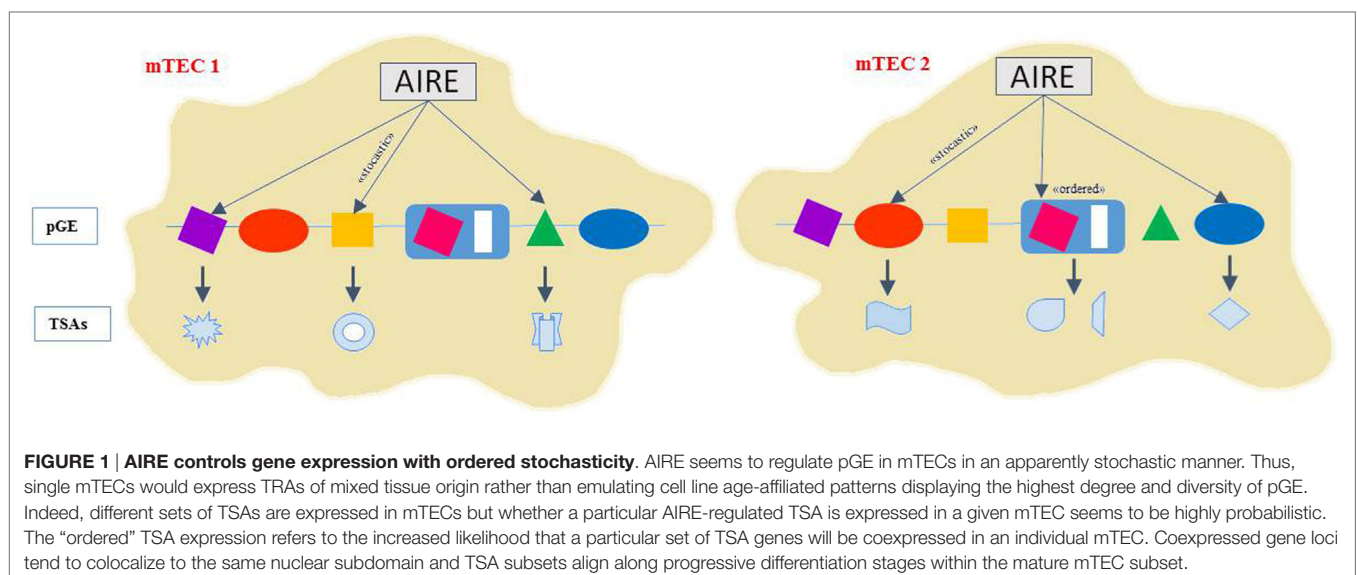 mTEC 1
AIRE
«stocastic»
pGE
TSAs
mTEC 2
AIRE
«stocastic»
«ordered»
FIGURE 1 | AIRE controls gene expression with ordered stochasticity. AIRE seems to regulate pGE in mTECs in an apparently stochastic manner. Thus,
single mTECs would express TRAs of mixed tissue origin rather than emulating cell line age-affiliated patterns displaying the highest degree and diversity of pGE.
Indeed, different sets of TSAs are expressed in mTECs but whether a particular AIRE-regulated TSA is expressed in a given mTEC seems to be highly probabilistic.
The “ordered” TSA expression refers to the increased likelihood that a particular set of TSA genes will be coexpressed in an individual mTEC. Coexpressed gene loci
tend to colocalize to the same nuclear subdomain and TSA subsets align along progressive differentiation stages within the mature mTEC subset.